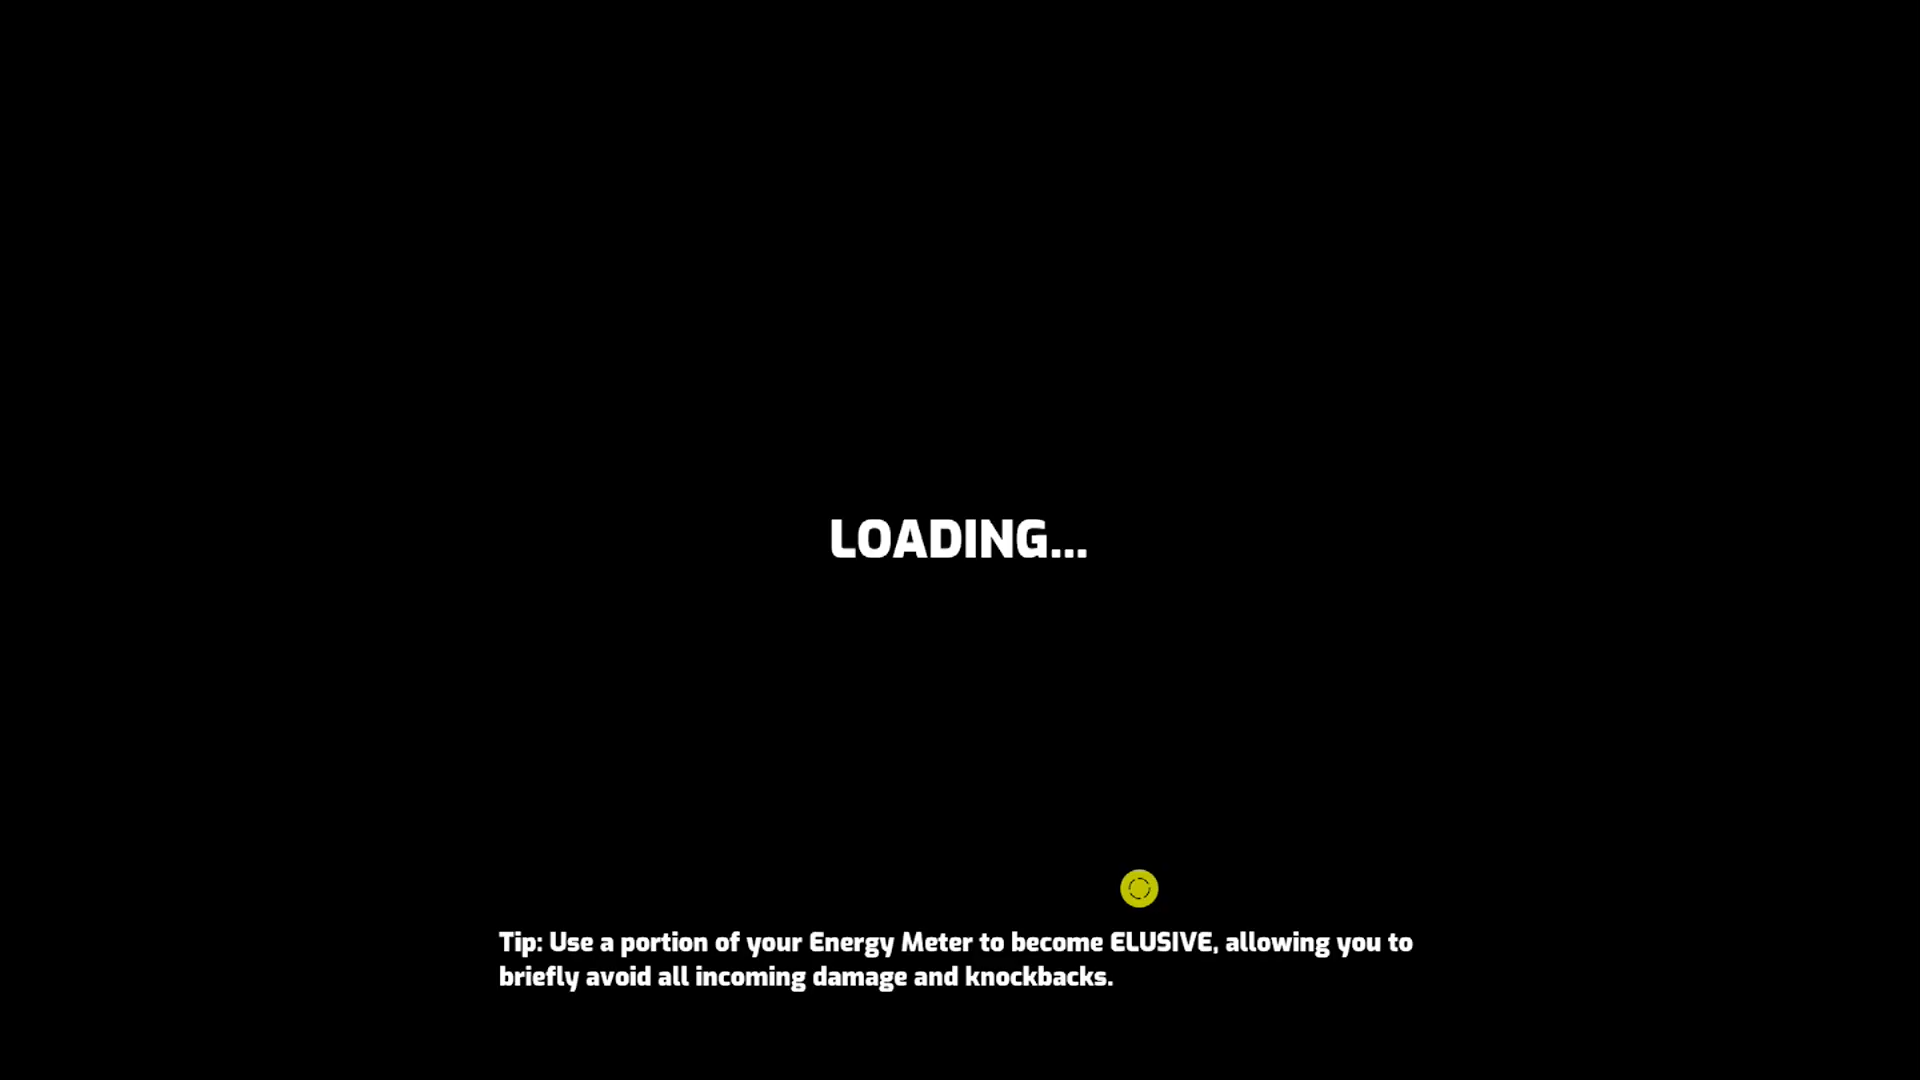 LOADING...
Tip: Use a portion of your Energy Meter to become ELUSIVE, allowing you to
briefly avoid all incoming damage and knockbacks.